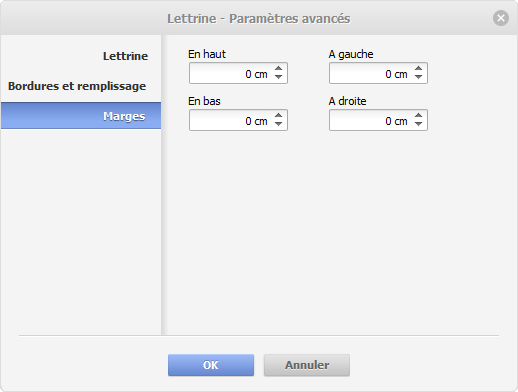 Lettrine - Paramètres avancés
Lettrine
Bordures et remplissage
Marges
En haut
A gauche
0 cm
0 cm
En bas
A droite
0 cm
0 cm
OK
Annuler